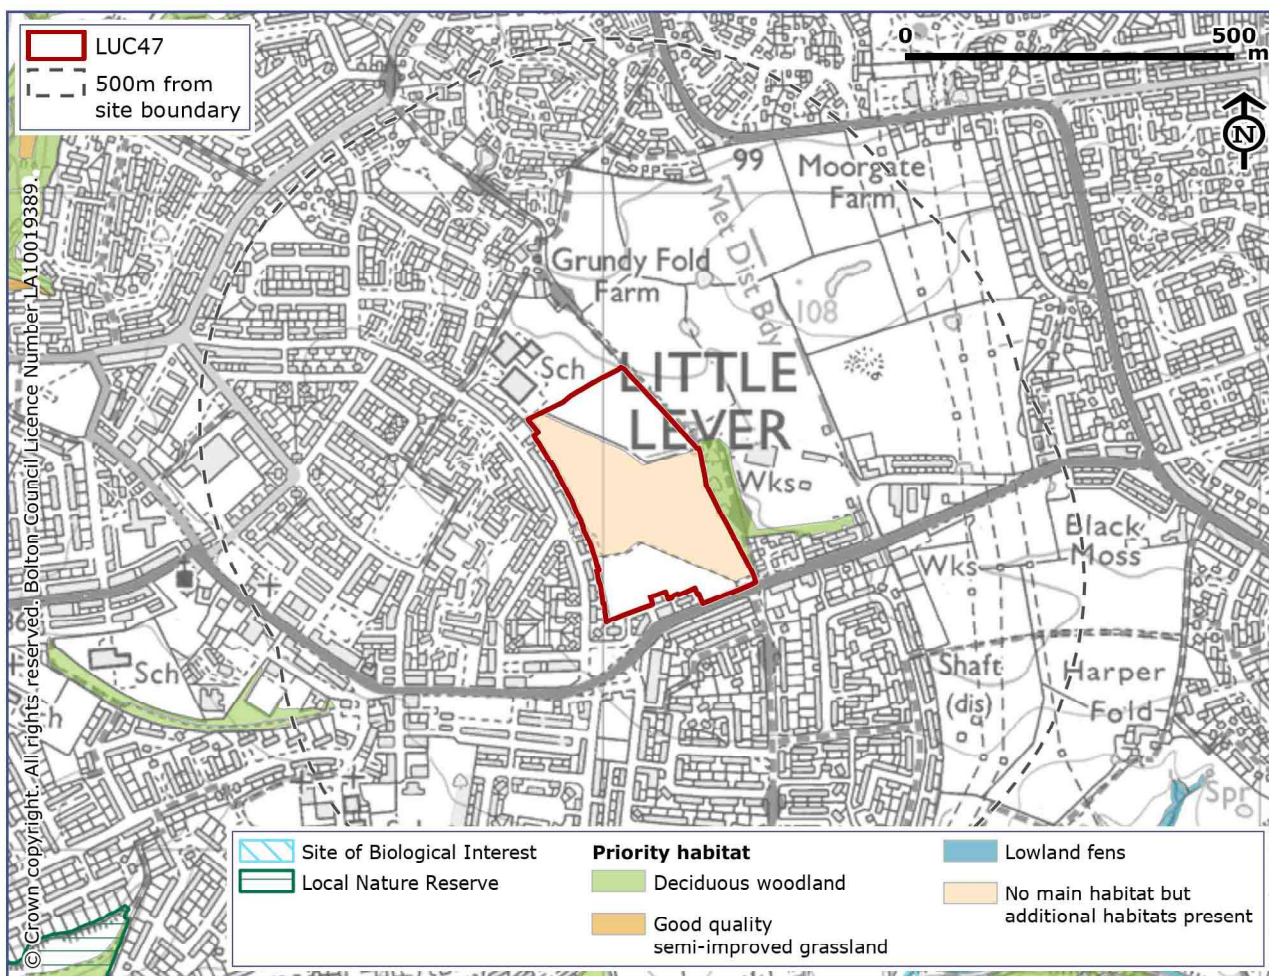 LUC47
500m from
site boundary
0
500
m
N
99
Moorgate
Farm
Met Dist Bdy
Grundy Fold
Farm
108
Sch
LITTLE
LEVER
Wks
Black
Moss
Wks
Sch
Shaft
(dis)
Harper
Fold
Spr
© Crown copyright. All rights reserved. Bolton Council Licence Number LA10019389.
Site of Biological Interest
Local Nature Reserve
Priority habitat
Deciduous woodland
Good quality
semi-improved grassland
Lowland fens
No main habitat but
additional habitats present